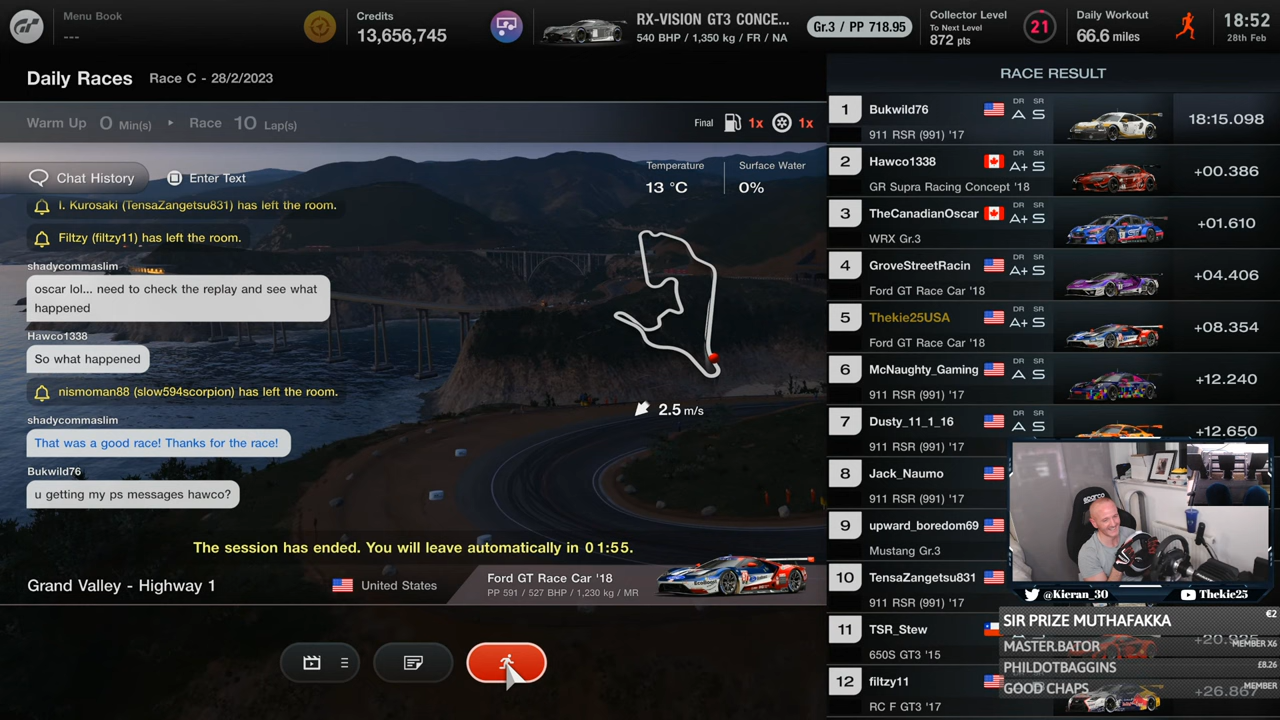 GT
Menu Book
---
Credits
13,656,745
RX-VISION GT3 CONCE...
540 BHP / 1,350 kg / FR / NA
Gr.3 / PP 718.95
Collector Level
To Next Level
872 pts
21
Daily Workout
66.6 miles
18:52
28th Feb
Daily Races
Race C - 28/2/2023
Warm Up 0 Min(s) Race 10 Lap(s)
Final 1x 1x
Chat History
Enter Text
I. Kurosaki (TensaZangetsu831) has left the room.
Filtzy (filtzy11) has left the room.
shadycommaslim
oscar lol... need to check the replay and see what
happened
Hawco1338
So what happened
nismoman88 (slow594scorpion) has left the room.
shadycommaslim
That was a good race! Thanks for the race!
Bukwild76
u getting my ps messages hawco?
Temperature
13 °C
Surface Water
0%
2.5 m/s
The session has ended. You will leave automatically in 01:55.
Grand Valley - Highway 1
United States
Ford GT Race Car '18
PP 591 / 527 BHP / 1,230 kg / MR
RACE RESULT
1 Bukwild76 DR A SR S 18:15.098
911 RSR (991) '17
2 Hawco1338 DR A+ SR S +00.386
GR Supra Racing Concept '18
3 TheCanadianOscar DR A+ SR S +01.610
WRX Gr.3
4 GroveStreetRacin DR A+ SR S +04.406
Ford GT Race Car '18
5 Thekie25USA DR A+ SR S +08.354
Ford GT Race Car '18
6 McNaughty_Gaming DR A SR S +12.240
911 RSR (991) '17
7 Dusty_11_1_16 DR A SR S +12.650
911 RSR (991) '17
8 Jack_Naumo
911 RSR (991) '17
9 upward_boredom69
Mustang Gr.3
10 TensaZangetsu831
911 RSR (991) '17
11 TSR_Stew
650S GT3 '15
12 filtzy11 +26.867
RC F GT3 '17
sparco
@Kieran_30
Thekie25
SIR PRIZE MUTHAFAKKA €2
MASTER.BATOR MEMBER X6
PHILDOTBAGGINS £8.26
GOOD CHAPS MEMBER